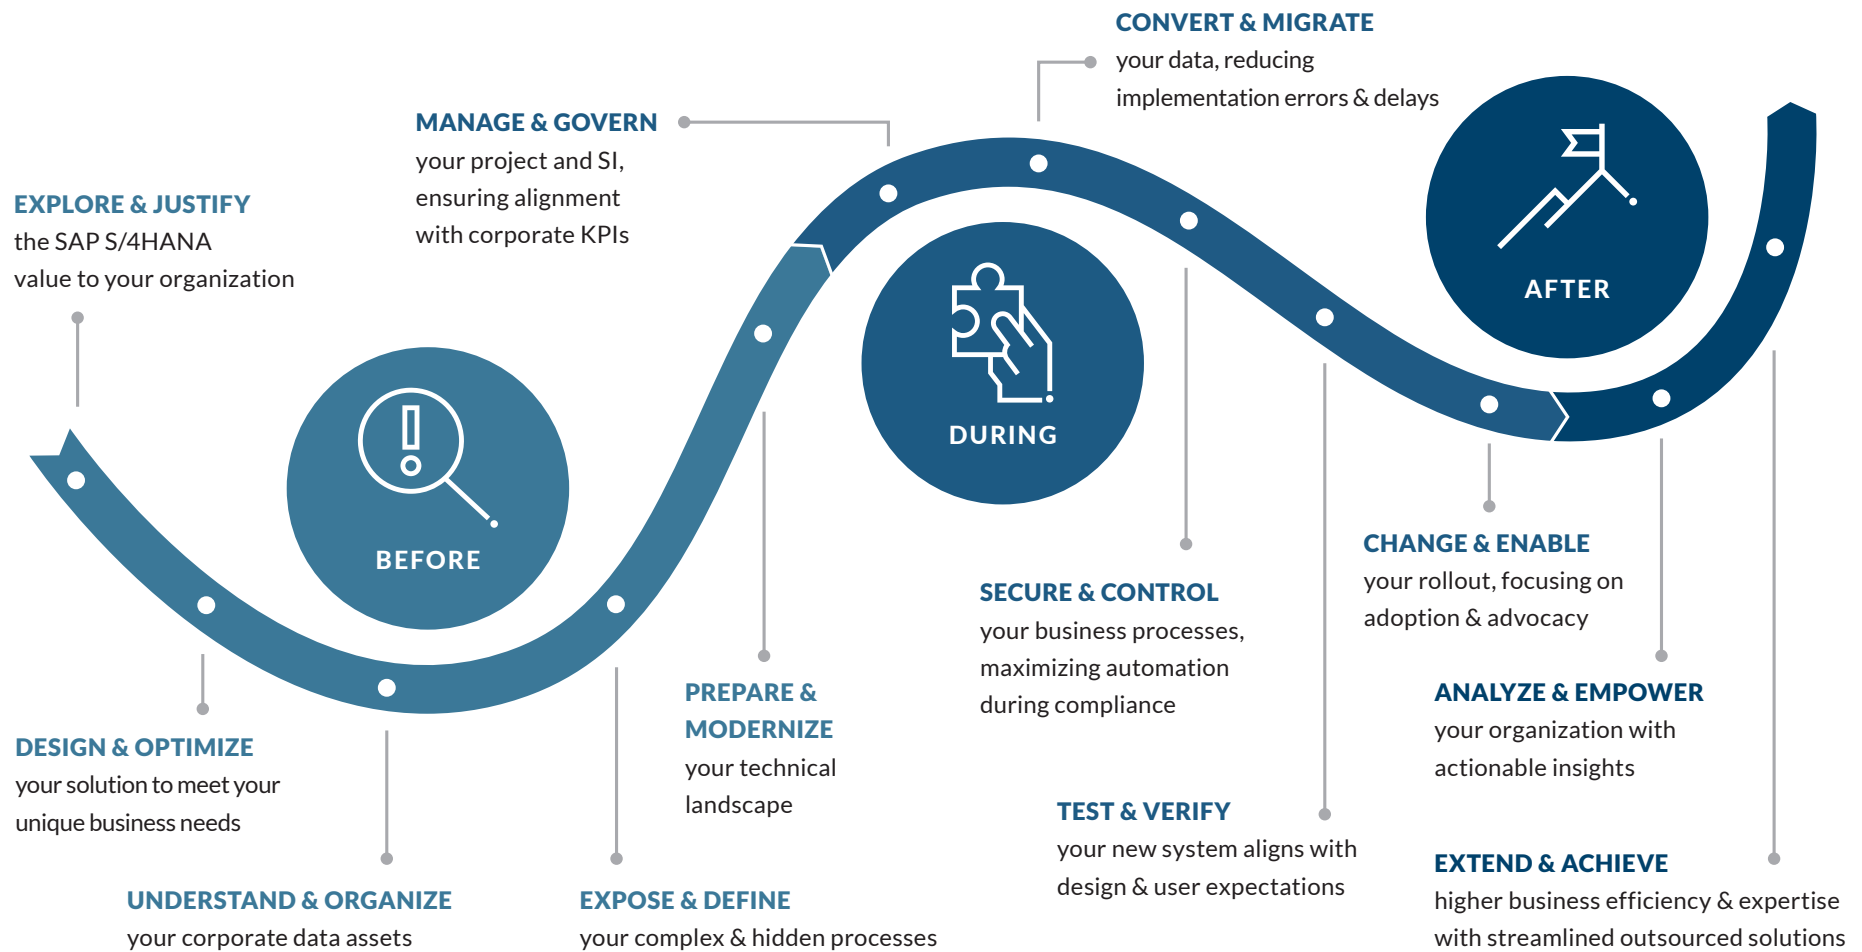 EXPLORE & JUSTIFY
the SAP S/4HANA
value to your organization
DESIGN & OPTIMIZE
your solution to meet your
unique business needs
UNDERSTAND & ORGANIZE
your corporate data assets
BEFORE
EXPOSE & DEFINE
your complex & hidden processes
PREPARE &
MODERNIZE
your technical
landscape
MANAGE & GOVERN
your project and SI,
ensuring alignment
with corporate KPIs
CONVERT & MIGRATE
your data, reducing
implementation errors & delays
DURING
SECURE & CONTROL
your business processes,
maximizing automation
during compliance
TEST & VERIFY
your new system aligns with
design & user expectations
CHANGE & ENABLE
your rollout, focusing on
adoption & advocacy
AFTER
ANALYZE & EMPOWER
your organization with
actionable insights
EXTEND & ACHIEVE
higher business efficiency & expertise
with streamlined outsourced solutions